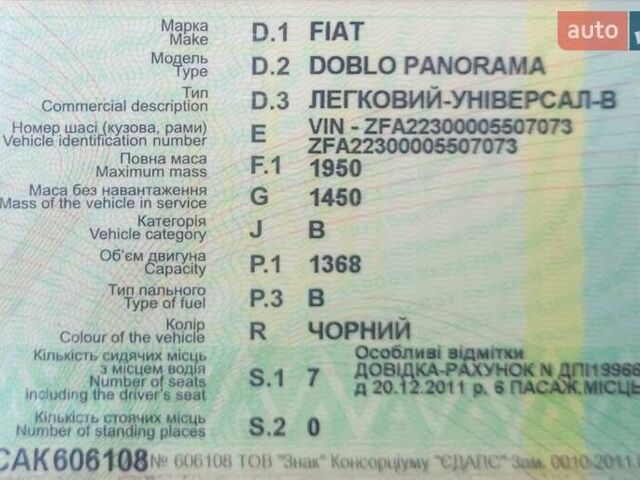 auto
Марка D.1 FIAT
Make
Модель D.2 DOBLO PANORAMA
Type
Тип D.3 ЛЕГКОВИЙ-УНІВЕРСАЛ-В
Commercial description
Номер шасі (кузова, рами) E VIN - ZFA22300005507073
Vehicle identification number ZFA22300005507073
Повна маса F.1 1950
Maximum mass
Маса без навантаження G 1450
Mass of the vehicle in service
Категорія J B
Vehicle category
Об'єм двигуна P.1 1368
Capacity
Тип пального P.3 B
Type of fuel
Колір R ЧОРНИЙ
Colour of the vehicle
Кількість сидячих місць Особливі відмітки
з місцем водія S.1 7 ДОВІДКА-РАХУНОК N ДПІ19966
Number of seats д 20.12.2011 р. 6 ПАСАЖ.МІСЦЬ
including the driver's seat
Кількість стоячих місць S.2 0
Number of standing places
САК606108 № 606108 ТОВ "Знак" Консорціуму "ЄДАПС" Зам. 0010-2011.